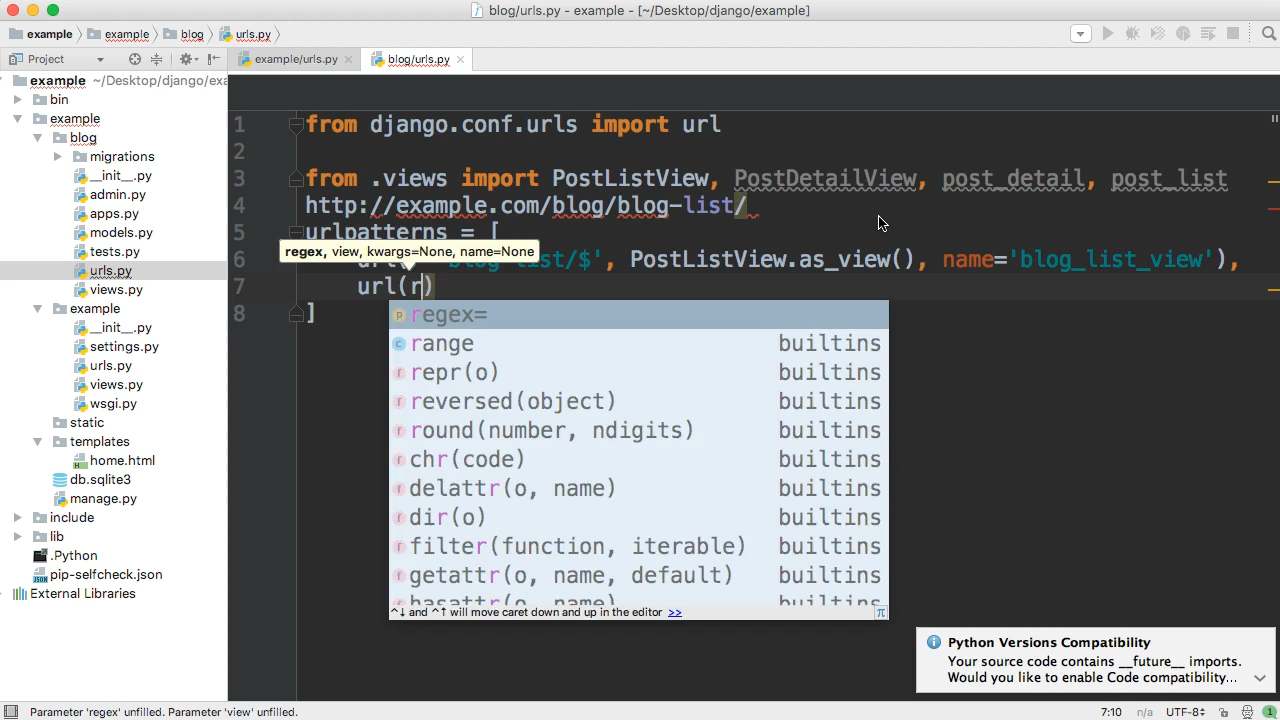 blog/urls.py - example - [~/Desktop/django/example]
example example blog urls.py
Project
example/urls.py blog/urls.py
example ~/Desktop/django/exa
bin
example
blog
migrations
__init__.py
admin.py
apps.py
models.py
tests.py
urls.py
views.py
example
__init__.py
settings.py
urls.py
views.py
wsgi.py
static
templates
home.html
db.sqlite3
manage.py
include
lib
.Python
pip-selfcheck.json
External Libraries
1 from django.conf.urls import url
2
3 from .views import PostListView, PostDetailView, post_detail, post_list
4 http://example.com/blog/blog-list/
5 urlpatterns = [
regex, view, kwargs=None, name=None
6 list/$', PostListView.as_view(), name='blog_list_view'),
7 url(r)
8 ]
regex=
range builtins
repr(o) builtins
reversed(object) builtins
round(number, ndigits) builtins
chr(code) builtins
delattr(o, name) builtins
dir(o) builtins
filter(function, iterable) builtins
getattr(o, name, default) builtins
hasattr(o, name) builtins
^↓ and ^↑ will move caret down and up in the editor >> π
Python Versions Compatibility
Your source code contains __future__ imports.
Would you like to enable Code compatibility...
Parameter 'regex' unfilled. Parameter 'view' unfilled. 7:10 n/a UTF-8 1